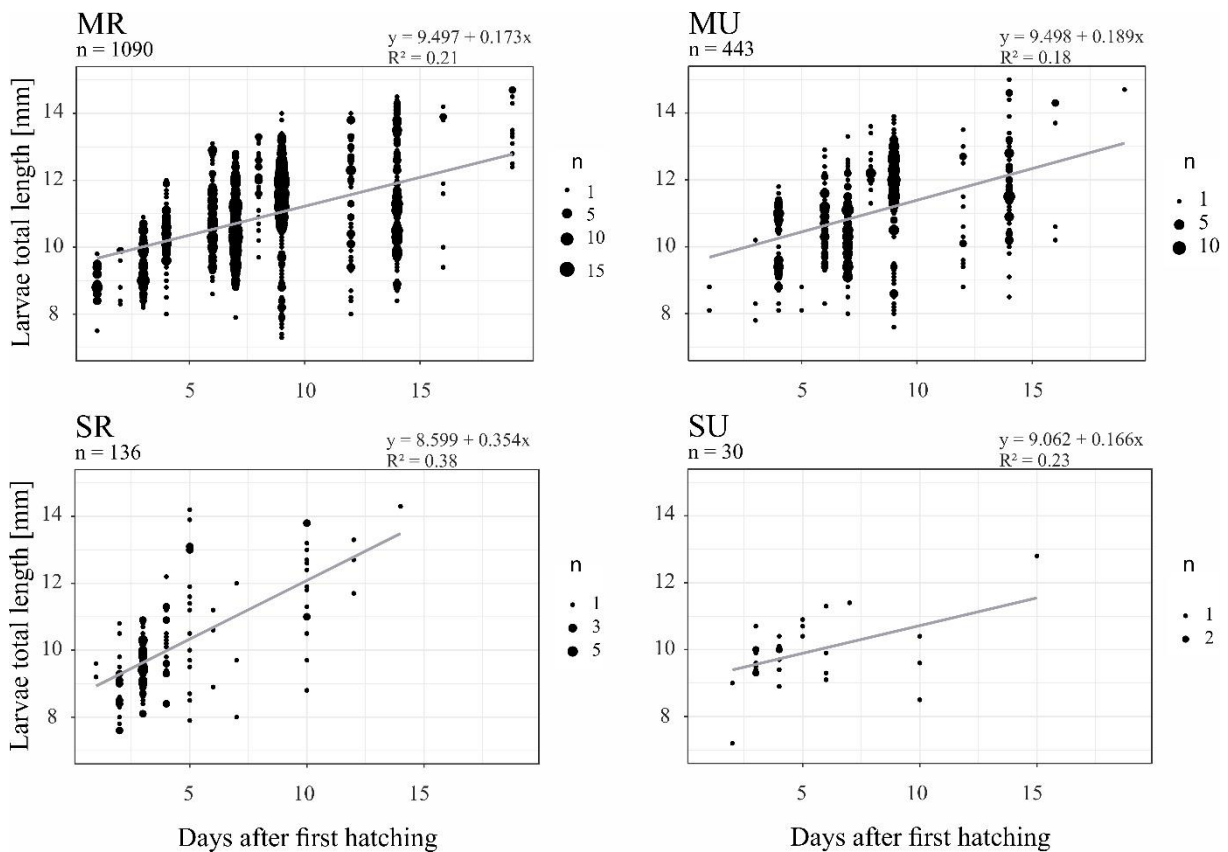 MR
n = 1090
y = 9.497 + 0.173x
R² = 0.21
MU
n = 443
y = 9.498 + 0.189x
R² = 0.18
Larvae total length [mm]
14
12
10
8
5
10
15
n
1
5
10
15
14
12
10
8
5
10
15
n
1
5
10
SR
n = 136
y = 8.599 + 0.354x
R² = 0.38
SU
n = 30
y = 9.062 + 0.166x
R² = 0.23
Larvae total length [mm]
14
12
10
8
5
10
15
n
1
3
5
14
12
10
8
5
10
15
n
1
2
Days after first hatching
Days after first hatching